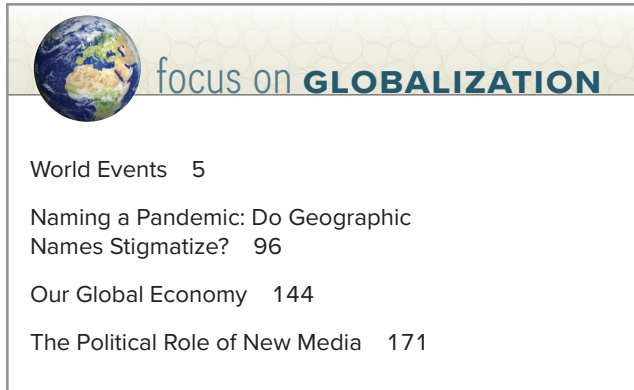 focus on GLOBALIZATION
World Events 5
Naming a Pandemic: Do Geographic
Names Stigmatize? 96
Our Global Economy 144
The Political Role of New Media 171